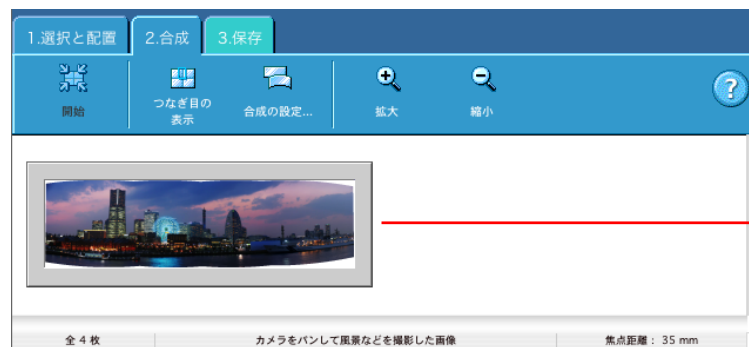 1.選択と配置 2.合成 3.保存
開始 つなぎ目の表示 合成の設定... 拡大 縮小 ?
全 4 枚 カメラをパンして風景などを撮影した画像 焦点距離： 35 mm